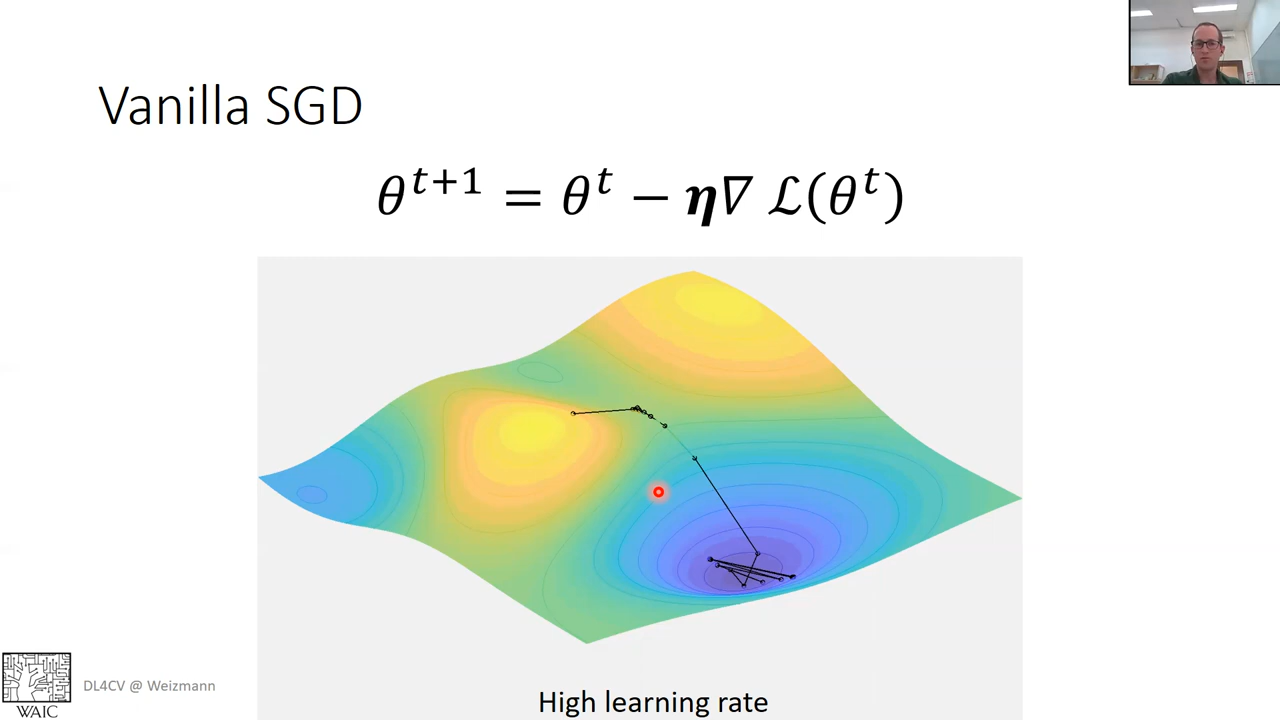 Vanilla SGD
θ^{t+1} = θ^t − η∇ ℒ(θ^t)
High learning rate
DL4CV @ Weizmann
WAIC